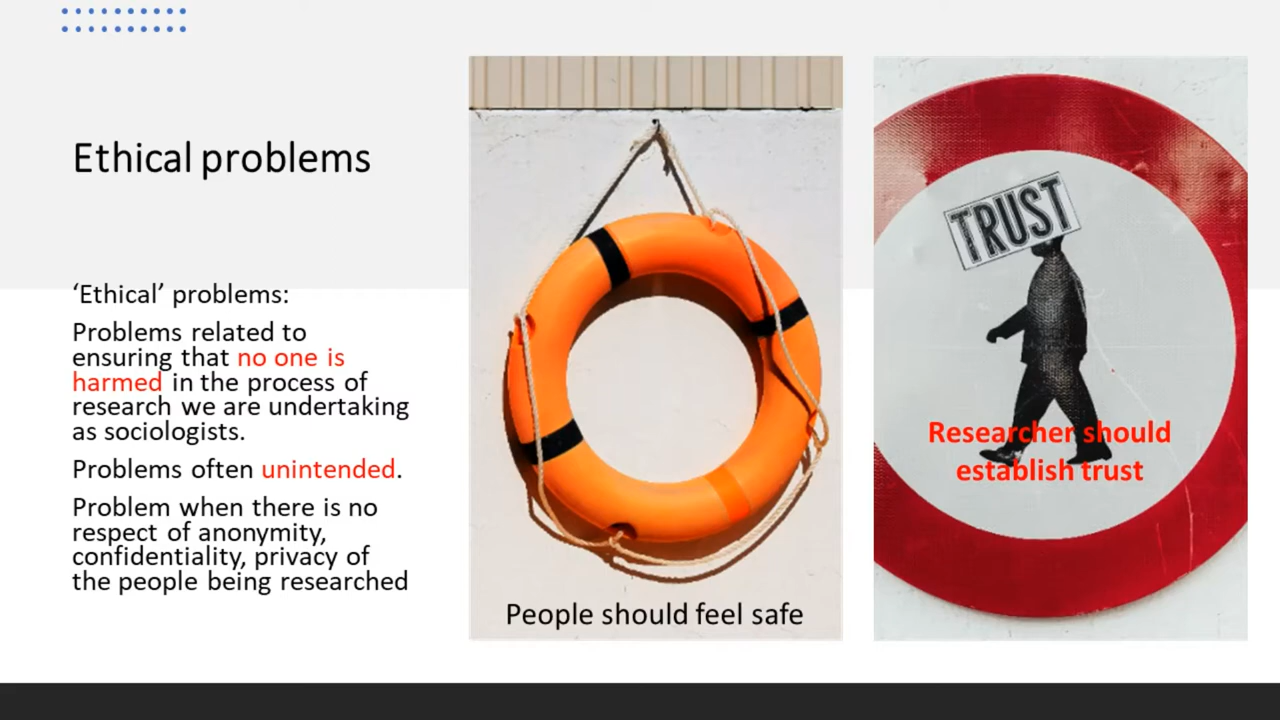 Ethical problems
‘Ethical’ problems:
Problems related to
ensuring that no one is
harmed in the process of
research we are undertaking
as sociologists.
Problems often unintended.
Problem when there is no
respect of anonymity,
confidentiality, privacy of
the people being researched
People should feel safe
TRUST
Researcher should
establish trust